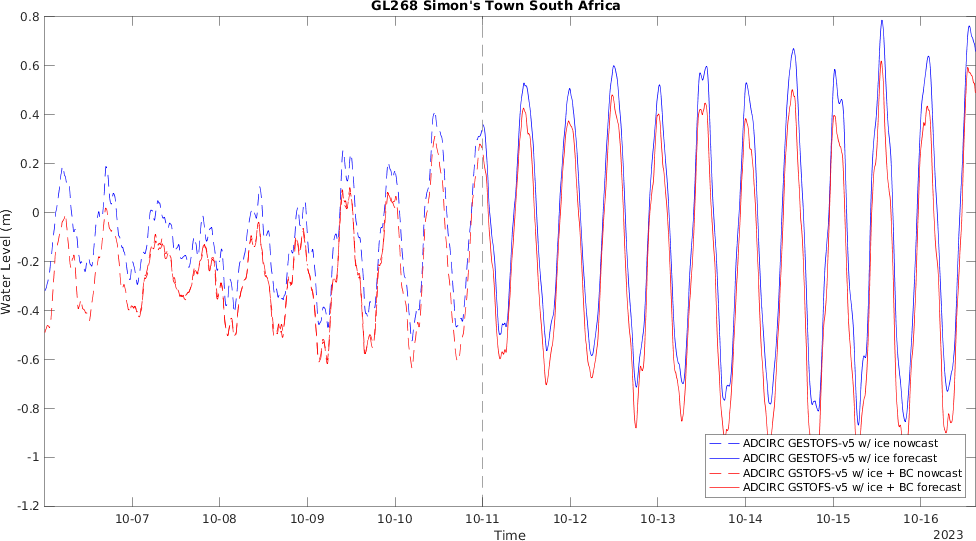 GL268 Simon's Town South Africa
0.8
0.6
0.4
0.2
0
-0.2
-0.4
-0.6
-0.8
-1
-1.2
Water Level (m)
ADCIRC GESTOFS-v5 w/ ice nowcast
ADCIRC GESTOFS-v5 w/ ice forecast
ADCIRC GSTOFS-v5 w/ ice + BC nowcast
ADCIRC GSTOFS-v5 w/ ice + BC forecast
10-07 10-08 10-09 10-10 10-11 10-12 10-13 10-14 10-15 10-16
Time
2023